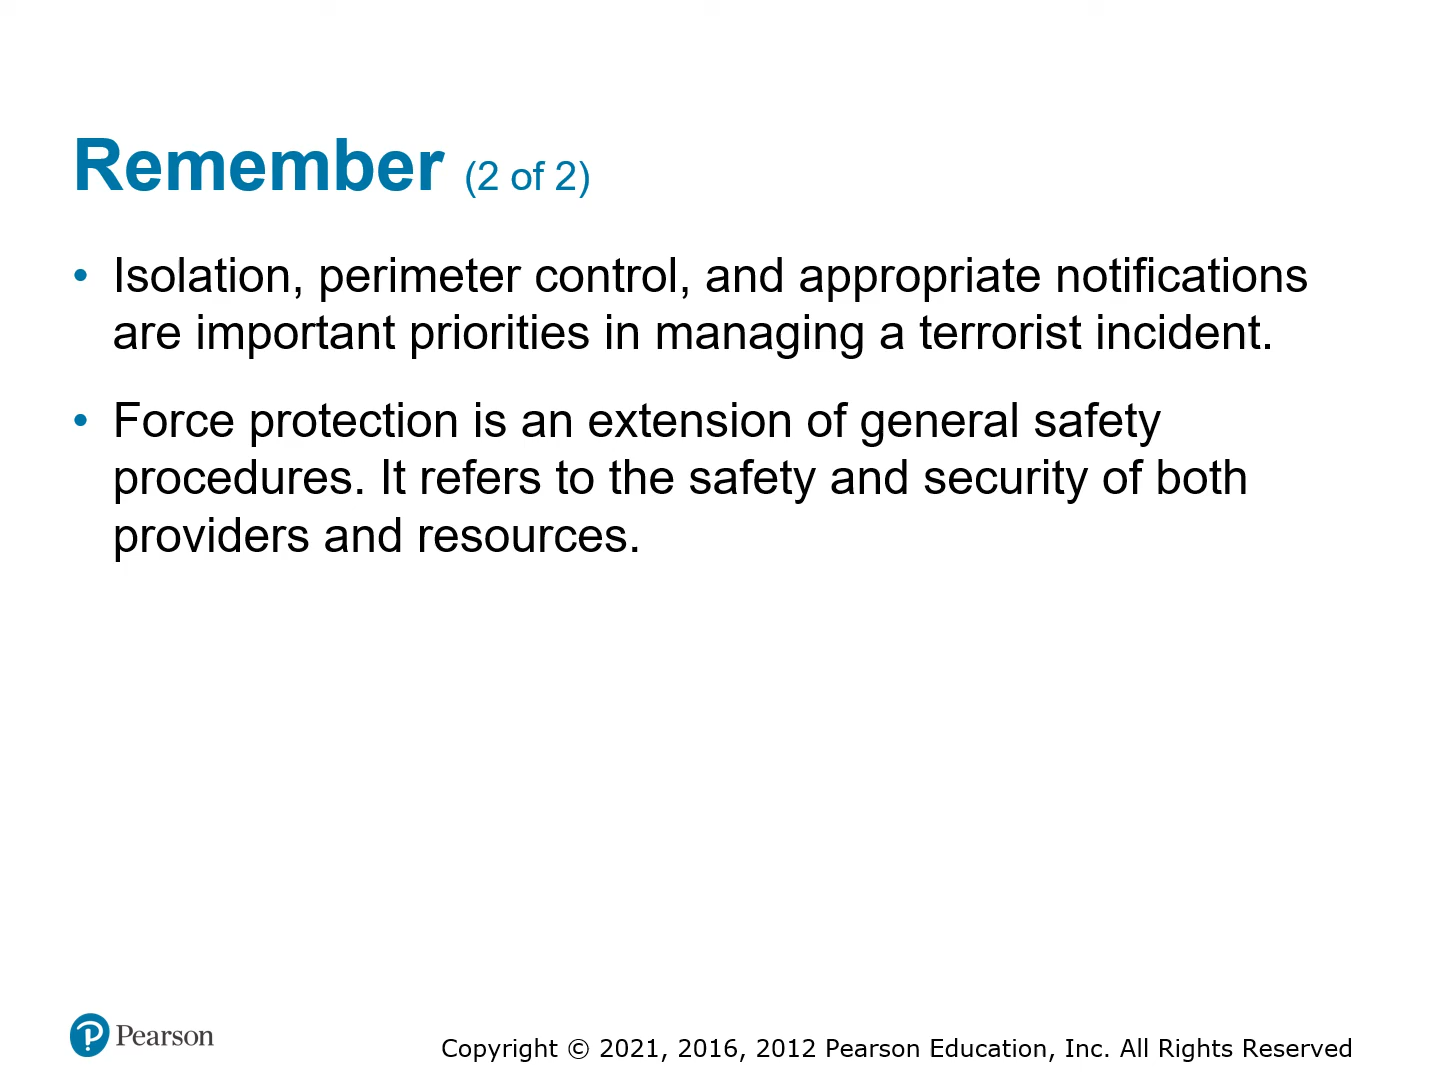 Remember (2 of 2)
• Isolation, perimeter control, and appropriate notifications
are important priorities in managing a terrorist incident.
• Force protection is an extension of general safety
procedures. It refers to the safety and security of both
providers and resources.
Pearson
Copyright © 2021, 2016, 2012 Pearson Education, Inc. All Rights Reserved